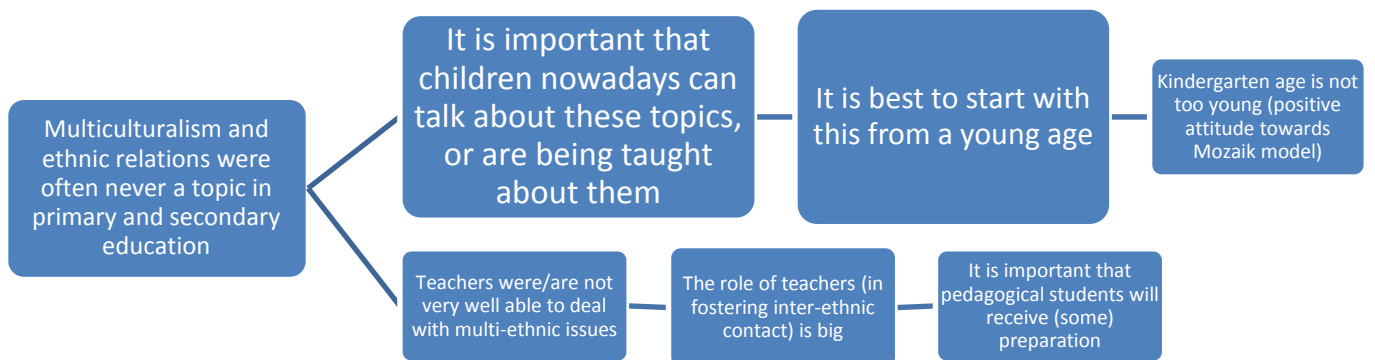 Multiculturalism and
ethnic relations were
often never a topic in
primary and secondary
education
It is important that
children nowadays can
talk about these topics,
or are being taught
about them
It is best to start with
this from a young age
Kindergarten age is not
too young (positive
attitude towards
Mozaik model)
Teachers were/are not
very well able to deal
with multi-ethnic issues
The role of teachers (in
fostering inter-ethnic
contact) is big
It is important that
pedagogical students will
receive (some)
preparation